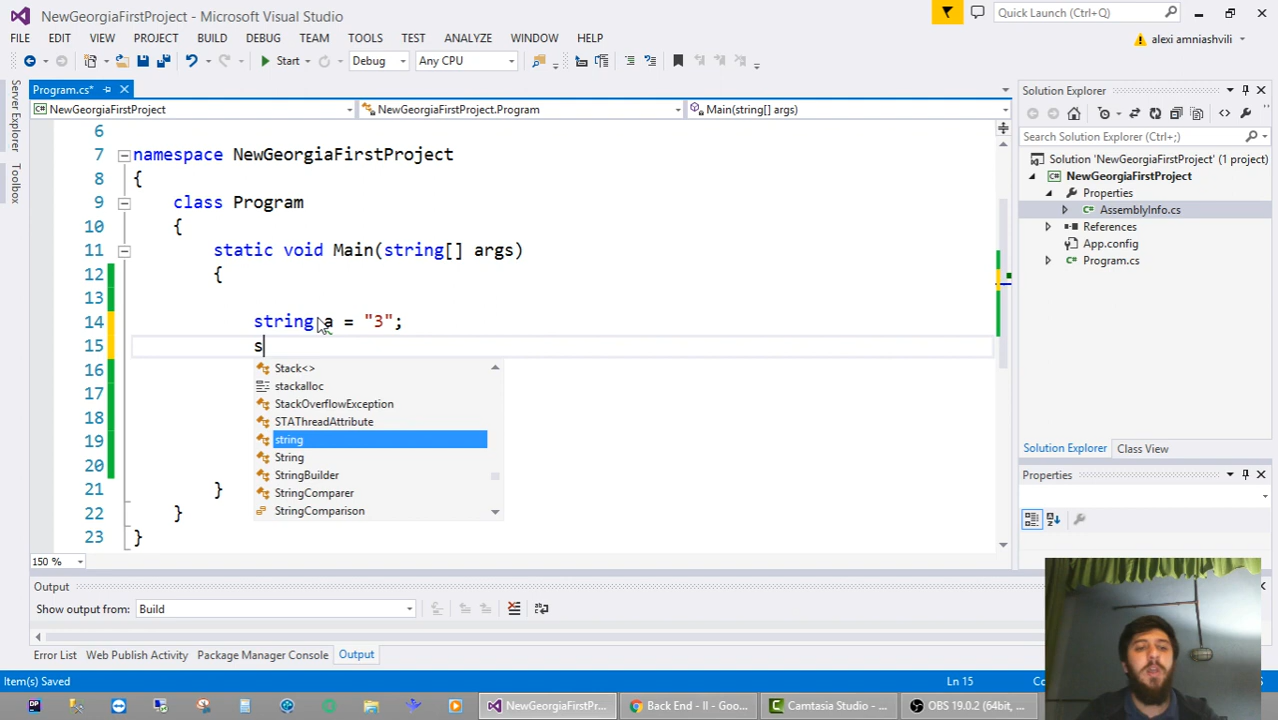 NewGeorgiaFirstProject - Microsoft Visual Studio
Quick Launch (Ctrl+Q)
FILE EDIT VIEW PROJECT BUILD DEBUG TEAM TOOLS TEST ANALYZE WINDOW HELP
alexi amniashvili
Start Debug Any CPU
Server Explorer
Toolbox
Program.cs*
NewGeorgiaFirstProject NewGeorgiaFirstProject.Program Main(string[] args)
6
7 namespace NewGeorgiaFirstProject
8 {
9 class Program
10 {
11 static void Main(string[] args)
12 {
13
14 string a = "3";
15 s
16
17
18
19
20
21 }
22 }
23 }
Stack<>
stackalloc
StackOverflowException
STAThreadAttribute
string
String
StringBuilder
StringComparer
StringComparison
150 %
Solution Explorer
Search Solution Explorer (Ctrl+;)
Solution 'NewGeorgiaFirstProject' (1 project)
NewGeorgiaFirstProject
Properties
AssemblyInfo.cs
References
App.config
Program.cs
Solution Explorer Class View
Properties
Output
Show output from: Build
Error List Web Publish Activity Package Manager Console Output
Item(s) Saved Ln 15
DP NewGeorgiaFirstPr... Back End - II - Goo... Camtasia Studio - ... OBS 19.0.2 (64bit, ...